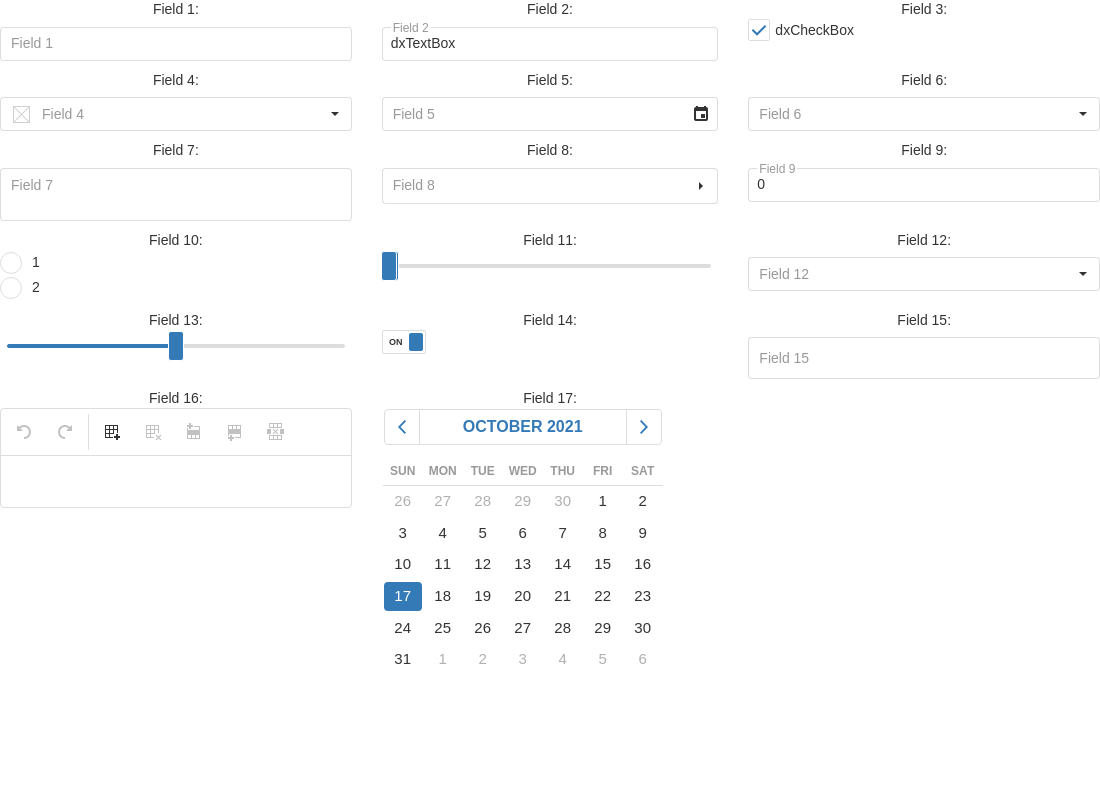 Field 1:
Field 2:
Field 3:
Field 1
Field 2
dxTextBox
dxCheckBox
Field 4:
Field 5:
Field 6:
Field 4
Field 5
Field 6
Field 7:
Field 8:
Field 9:
Field 7
Field 8
Field 9
0
Field 10:
Field 11:
Field 12:
1
2
Field 12
Field 13:
Field 14:
Field 15:
ON
Field 15
Field 16:
Field 17:
OCTOBER 2021
SUN MON TUE WED THU FRI SAT
26 27 28 29 30 1 2
3 4 5 6 7 8 9
10 11 12 13 14 15 16
17 18 19 20 21 22 23
24 25 26 27 28 29 30
31 1 2 3 4 5 6